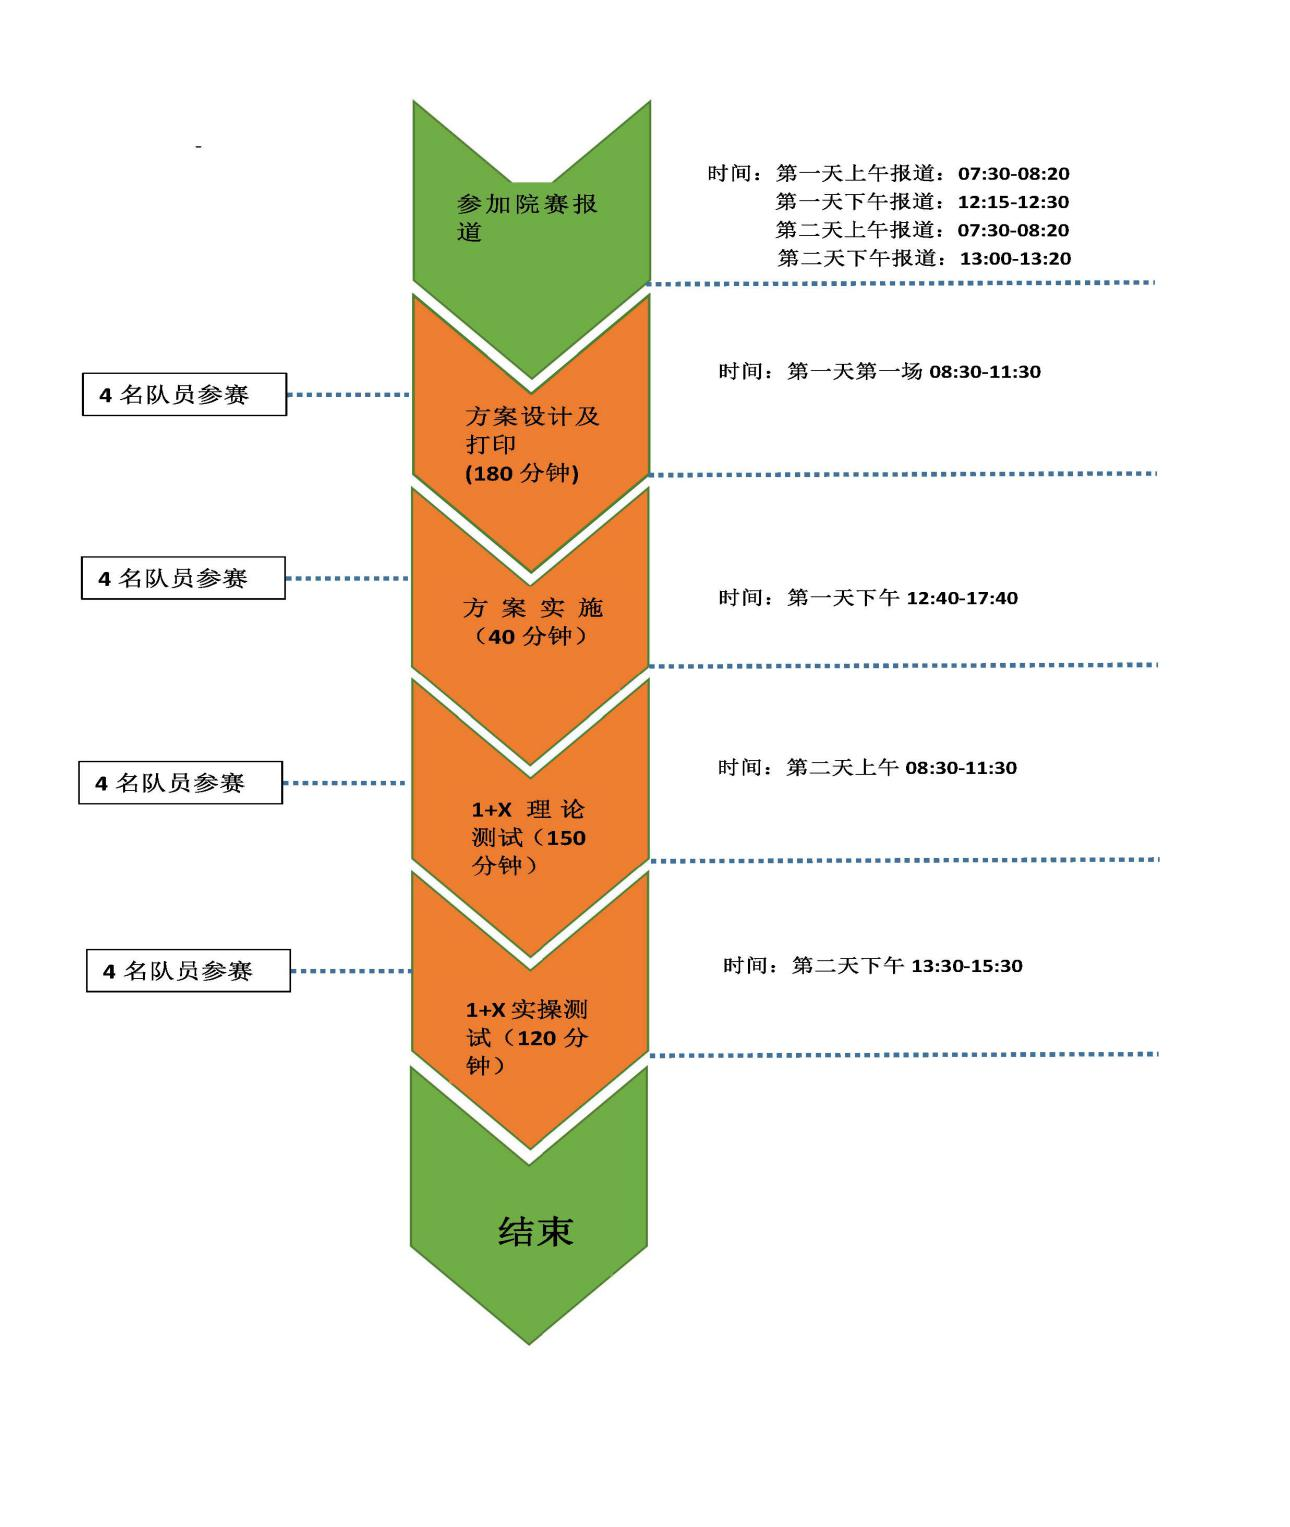 -
参加院赛报
道
时间：第一天上午报道：07:30-08:20
第一天下午报道：12:15-12:30
第二天上午报道：07:30-08:20
第二天下午报道：13:00-13:20
4 名队员参赛
方案设计及
打印
(180 分钟)
时间：第一天第一场 08:30-11:30
4 名队员参赛
方 案 实 施
（40 分钟）
时间：第一天下午 12:40-17:40
4 名队员参赛
1+X 理 论
测试（150
分钟）
时间：第二天上午 08:30-11:30
4 名队员参赛
1+X 实操测
试（120 分
钟）
时间：第二天下午 13:30-15:30
结束